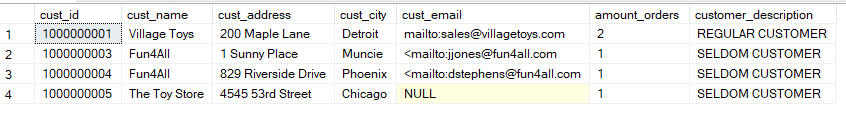 cust_id cust_name cust_address cust_city cust_email amount_orders customer_description
1 1000000001 Village Toys 200 Maple Lane Detroit mailto:sales@villagetoys.com 2 REGULAR CUSTOMER
2 1000000003 Fun4All 1 Sunny Place Muncie <mailto:jjones@fun4all.com 1 SELDOM CUSTOMER
3 1000000004 Fun4All 829 Riverside Drive Phoenix <mailto:dstephens@fun4all.com 1 SELDOM CUSTOMER
4 1000000005 The Toy Store 4545 53rd Street Chicago NULL 1 SELDOM CUSTOMER